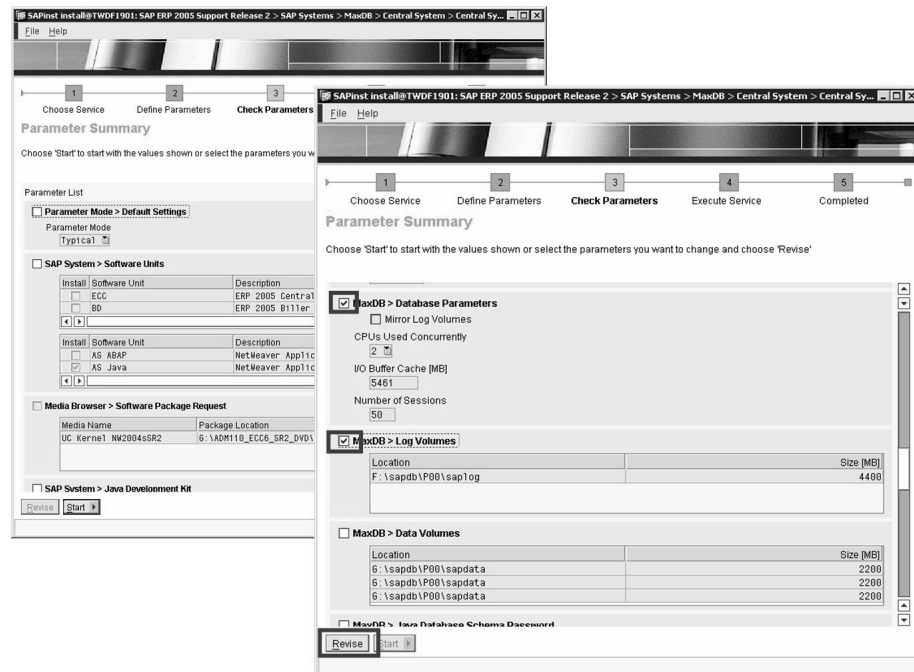 SAPinst install@TWDF1901: SAP ERP 2005 Support Release 2 > SAP Systems > MaxDB > Central System > Central Sy...
File Help
1 2 3
Choose Service Define Parameters Check Parameters
Parameter Summary
Choose 'Start' to start with the values shown or select the parameters you w
Parameter List
Parameter Mode > Default Settings
Parameter Mode
Typical
SAP System > Software Units
Install Software Unit Description
ECC ERP 2005 Central
BD ERP 2005 Biller
Install Software Unit Description
AS ABAP NetWeaver Applic
AS Java NetWeaver Applic
Media Browser > Software Package Request
Media Name Package Location
UC Kernel NW2004sSR2 G:\ADM110_ECC6_SR2_DVD\
SAP System > Java Development Kit
Revise Start
SAPinst install@TWDF1901: SAP ERP 2005 Support Release 2 > SAP Systems > MaxDB > Central System > Central Sy...
File Help
1 2 3 4 5
Choose Service Define Parameters Check Parameters Execute Service Completed
Parameter Summary
Choose 'Start' to start with the values shown or select the parameters you want to change and choose 'Revise'
MaxDB > Database Parameters
Mirror Log Volumes
CPUs Used Concurrently
2
I/O Buffer Cache [MB]
5461
Number of Sessions
50
MaxDB > Log Volumes
Location Size [MB]
F:\sapdb\P00\saplog 4400
MaxDB > Data Volumes
Location Size [MB]
G:\sapdb\P00\sapdata 2200
G:\sapdb\P00\sapdata 2200
G:\sapdb\P00\sapdata 2200
MaxDB > Java Database Schema Password
Revise Start